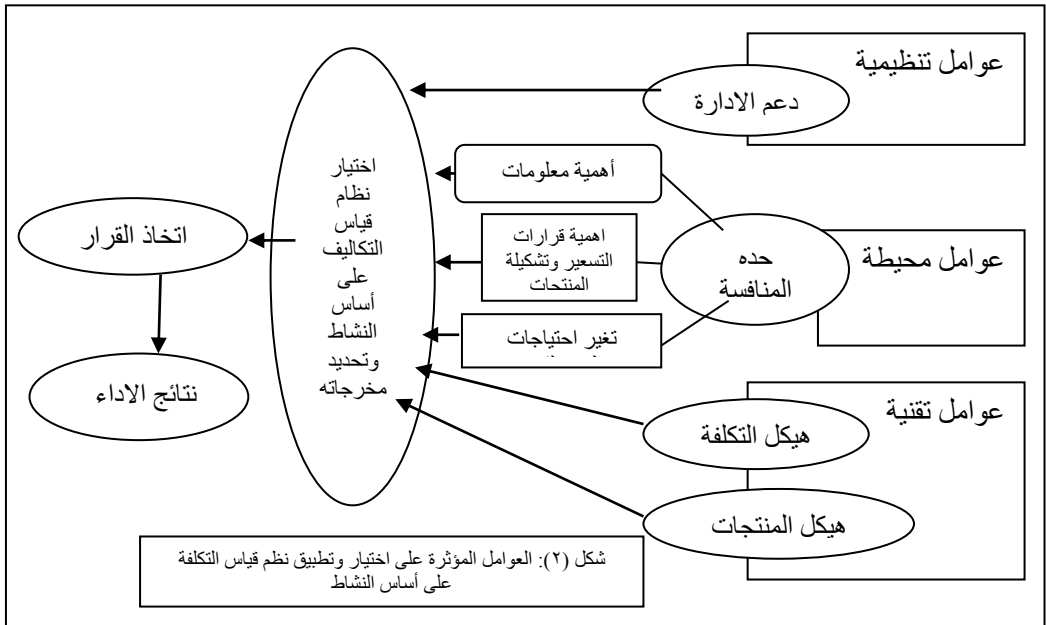 عوامل تنظيمية
دعم الادارة
أهمية معلومات
اهمية قرارات
التسعير وتشكيلة
المنتجات
تغير احتياجات
عوامل محيطة
حده
المنافسة
عوامل تقنية
هيكل التكلفة
هيكل المنتجات
اختيار
نظام
قياس
التكاليف
على
أساس
النشاط
وتحديد
مخرجاته
اتخاذ القرار
نتائج الاداء
شكل (٢): العوامل المؤثرة على اختيار وتطبيق نظم قياس التكلفة
على أساس النشاط